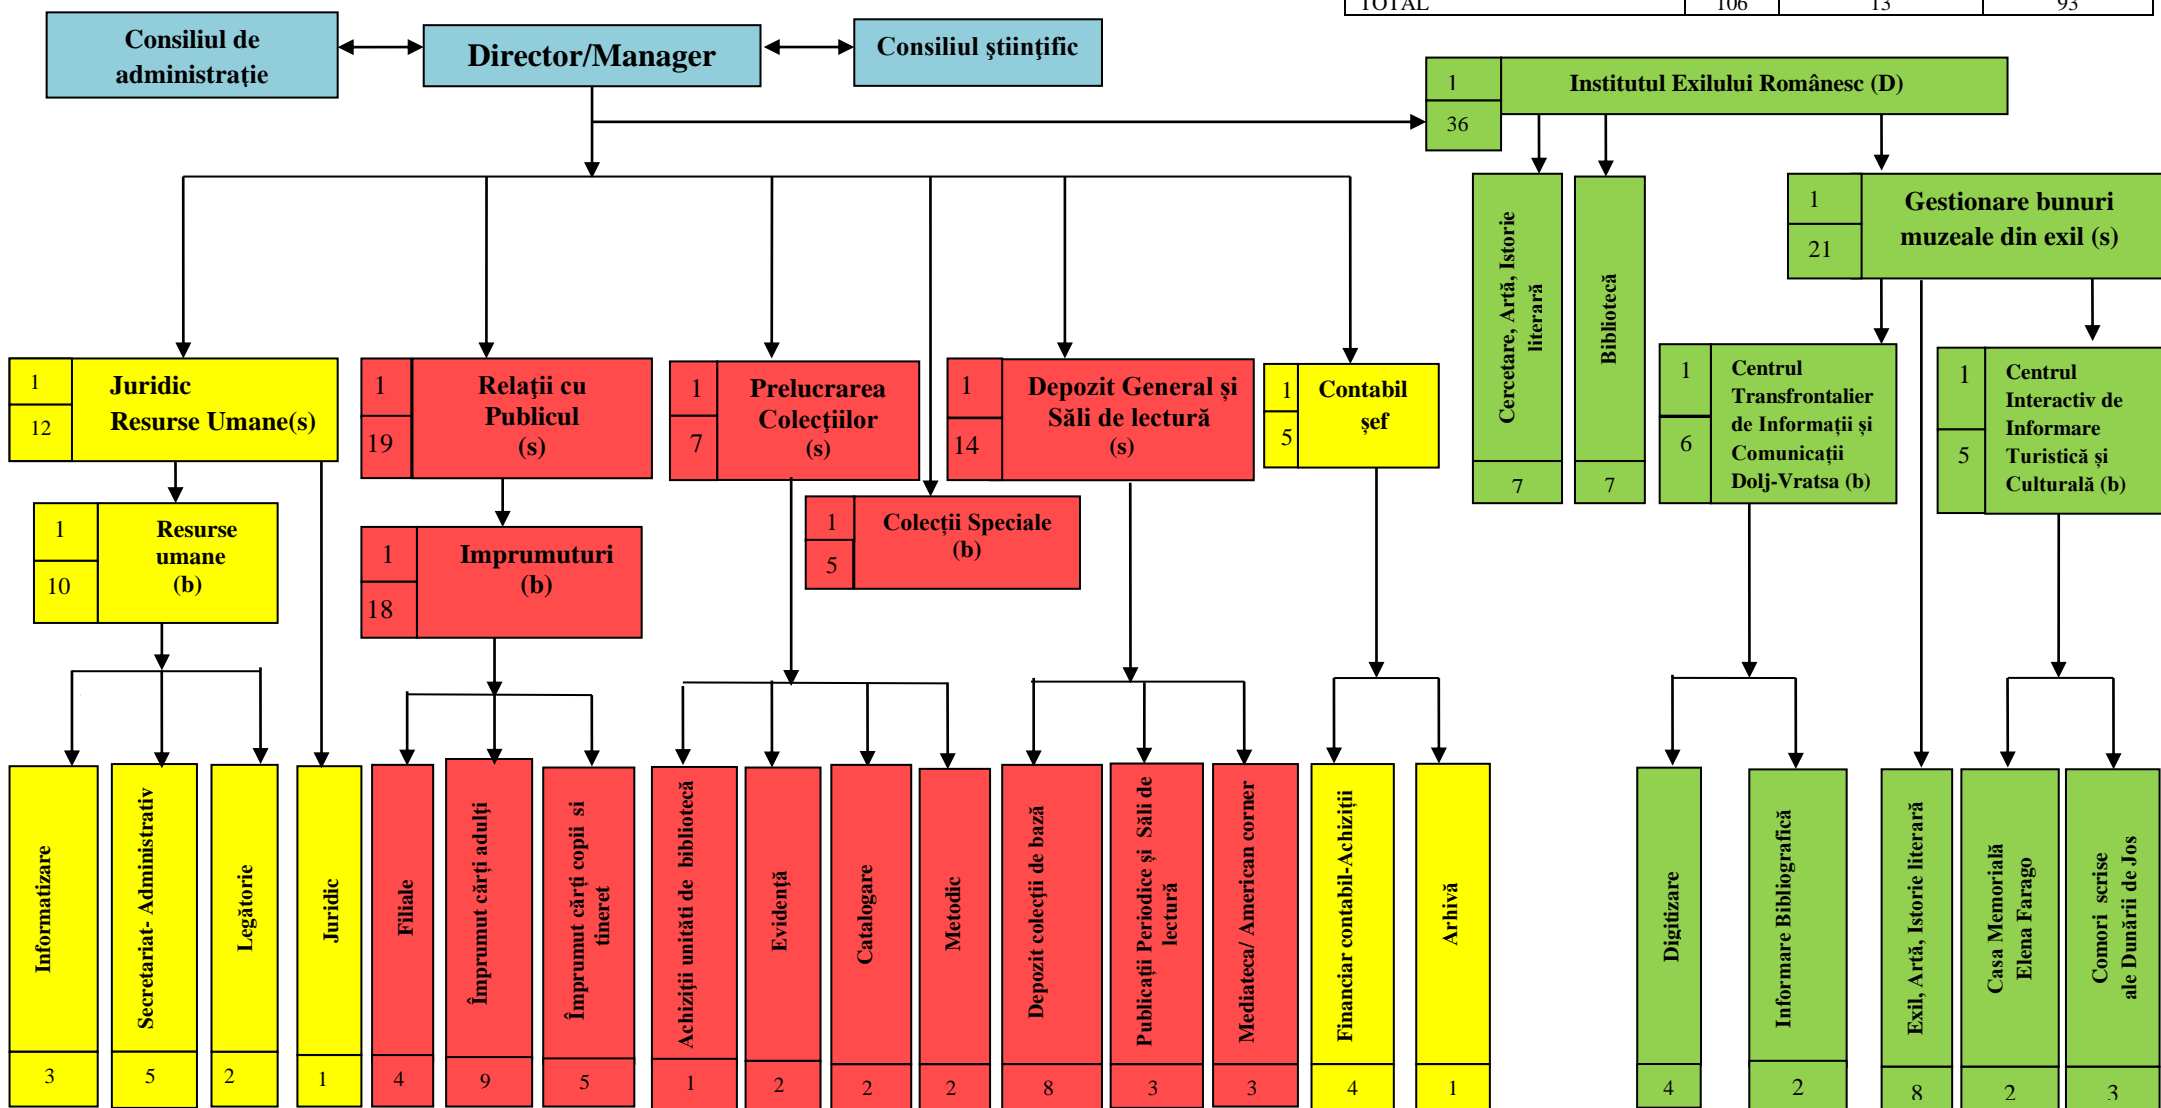 TOTAL 106 13 93
Consiliul de
administraţie
Director/Manager
Consiliul ştiinţific
1
36
Institutul Exilului Românesc (D)
Cercetare, Artă, Istorie
literară
7
Bibliotecă
7
1
21
Gestionare bunuri
muzeale din exil (s)
1
12
Juridic
Resurse Umane(s)
1
19
Relaţii cu
Publicul
(s)
1
7
Prelucrarea
Colecţiilor
(s)
1
14
Depozit General și
Săli de lectură
(s)
1
5
Contabil
șef
1
6
Centrul
Transfrontalier
de Informații și
Comunicații
Dolj-Vratsa (b)
1
5
Centrul
Interactiv de
Informare
Turistică și
Culturală (b)
1
10
Resurse
umane
(b)
1
18
Imprumuturi
(b)
1
5
Colecții Speciale
(b)
Informatizare
3
Secretariat- Administrativ
5
Legătorie
2
Juridic
1
Filiale
4
Împrumut cărți adulți
9
Împrumut cărți copii si
tineret
5
Achiziţii unităti de bibliotecă
1
Evidenţă
2
Catalogare
2
Metodic
2
Depozit colecții de bază
8
Publicații Periodice și Săli de
lectură
3
Mediateca/ American corner
3
Financiar contabil-Achiziții
4
Arhivă
1
Digitizare
4
Informare Bibliografică
2
Exil, Artă, Istorie literară
8
Casa Memorială
Elena Farago
2
Comori scrise
ale Dunării de Jos
3